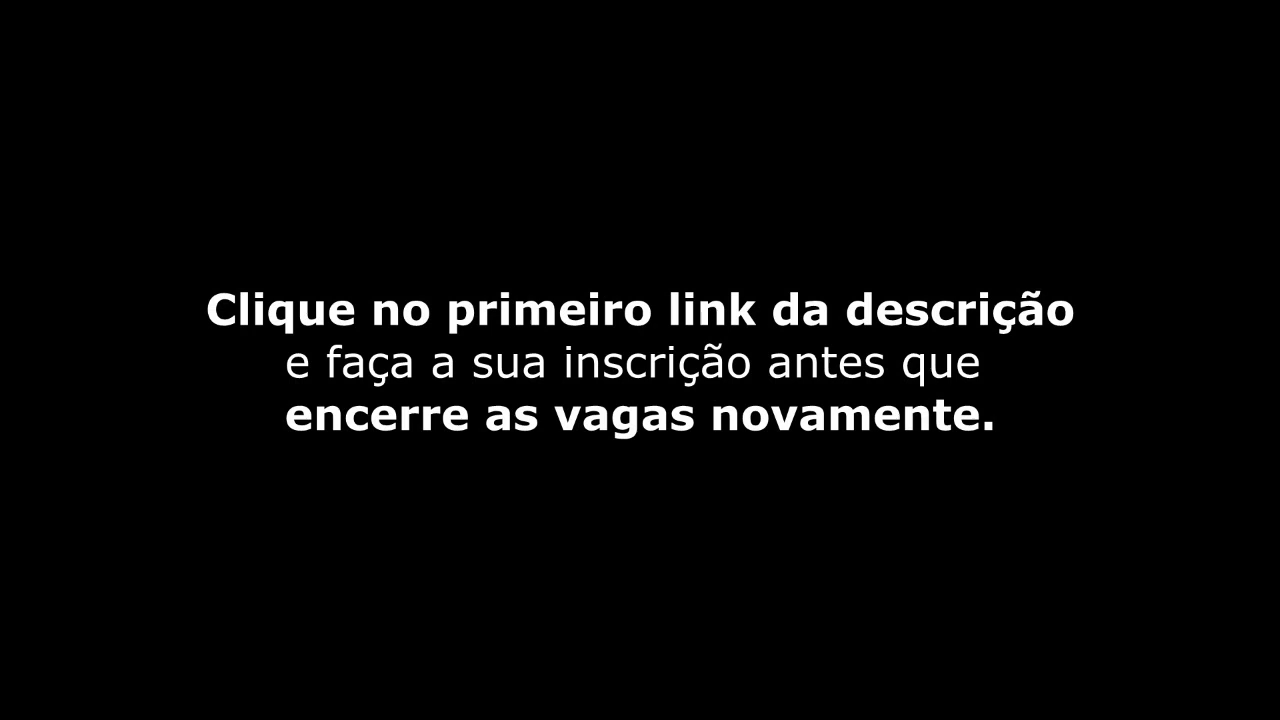 Clique no primeiro link da descrição
e faça a sua inscrição antes que
encerre as vagas novamente.